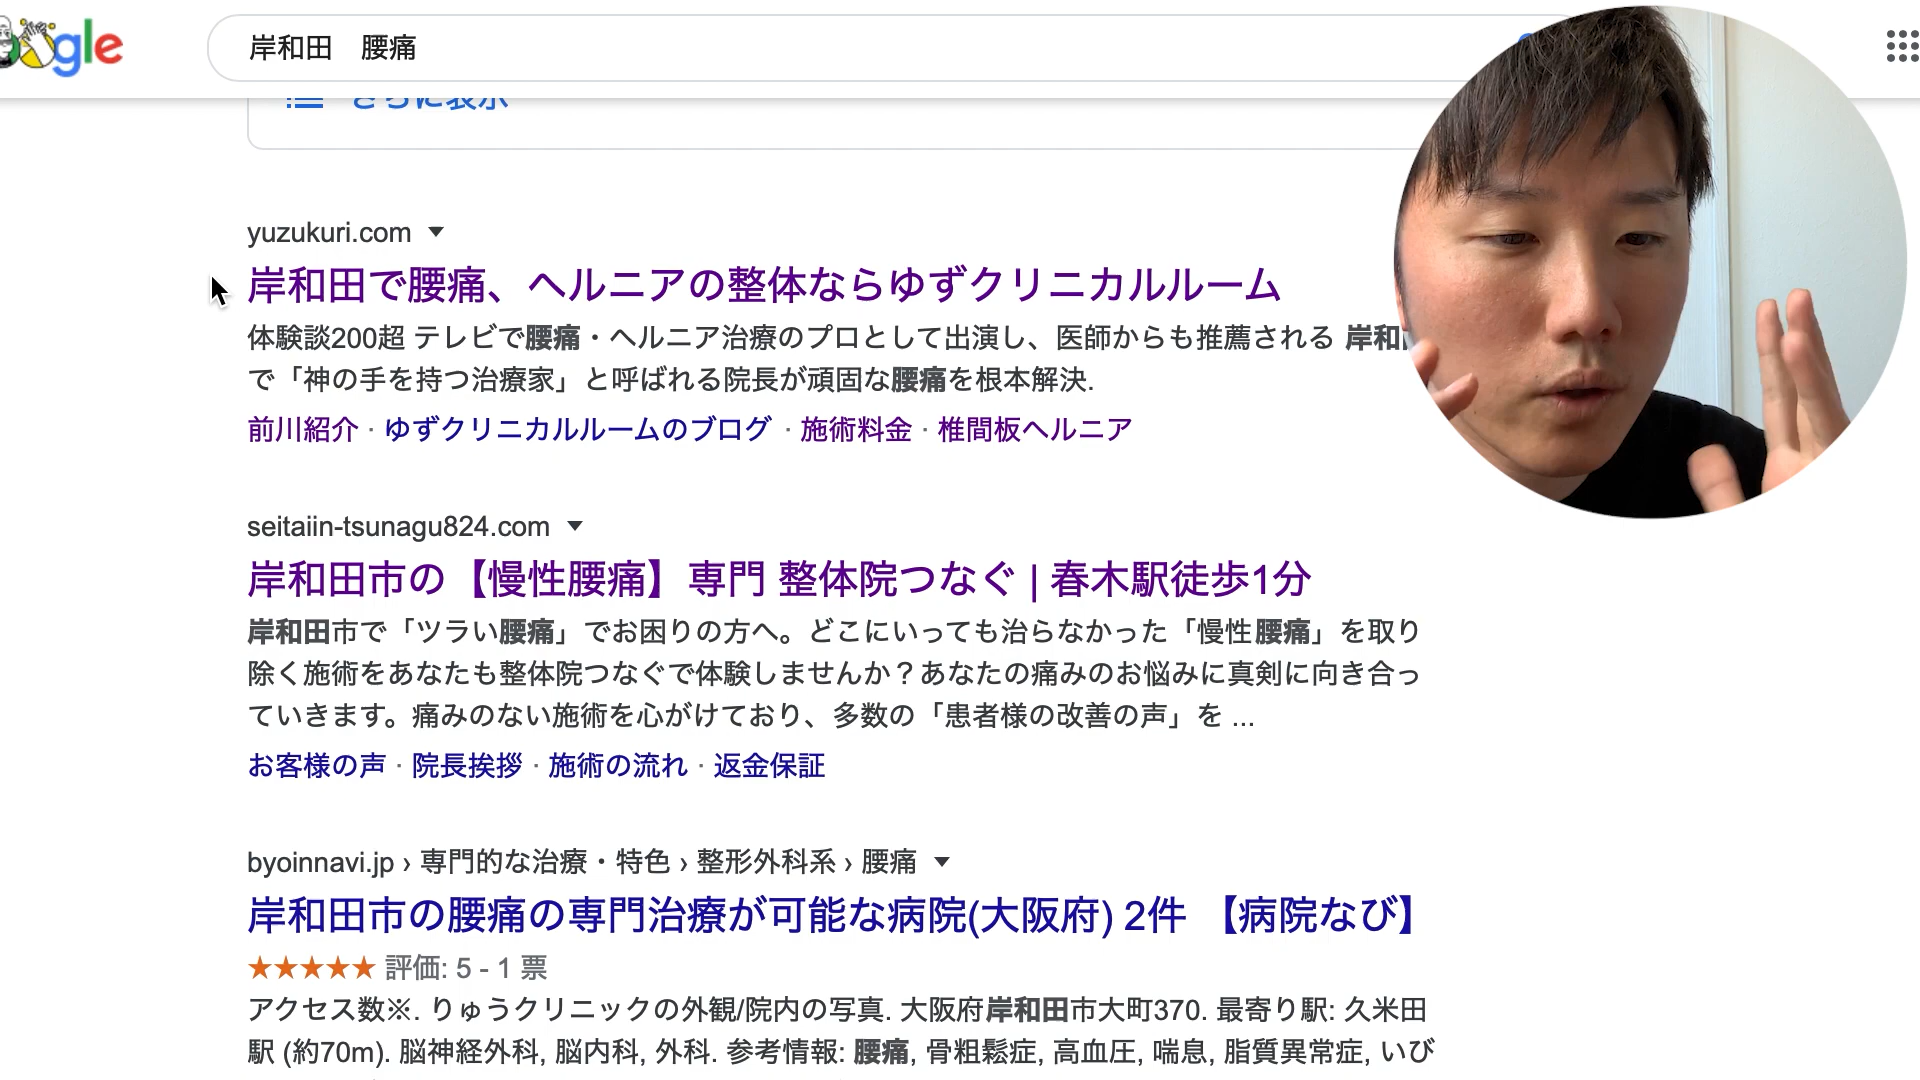 gle
岸和田　腰痛
さらに表示
yuzukuri.com
岸和田で腰痛、ヘルニアの整体ならゆずクリニカルルーム
体験談200超 テレビで腰痛・ヘルニア治療のプロとして出演し、医師からも推薦される 岸和
で「神の手を持つ治療家」と呼ばれる院長が頑固な腰痛を根本解決.
前川紹介 · ゆずクリニカルルームのブログ · 施術料金 · 椎間板ヘルニア
seitaiin-tsunagu824.com
岸和田市の【慢性腰痛】専門 整体院つなぐ | 春木駅徒歩1分
岸和田市で「ツラい腰痛」でお困りの方へ。どこにいっても治らなかった「慢性腰痛」を取り
除く施術をあなたも整体院つなぐで体験しませんか？あなたの痛みのお悩みに真剣に向き合っ
ていきます。痛みのない施術を心がけており、多数の「患者様の改善の声」を ...
お客様の声 · 院長挨拶 · 施術の流れ · 返金保証
byoinnavi.jp › 専門的な治療・特色 › 整形外科系 › 腰痛
岸和田市の腰痛の専門治療が可能な病院(大阪府) 2件 【病院なび】
★★★★★ 評価: 5 - 1 票
アクセス数※. りゅうクリニックの外観/院内の写真. 大阪府岸和田市大町370. 最寄り駅: 久米田
駅 (約70m). 脳神経外科, 脳内科, 外科. 参考情報: 腰痛, 骨粗鬆症, 高血圧, 喘息, 脂質異常症, いび